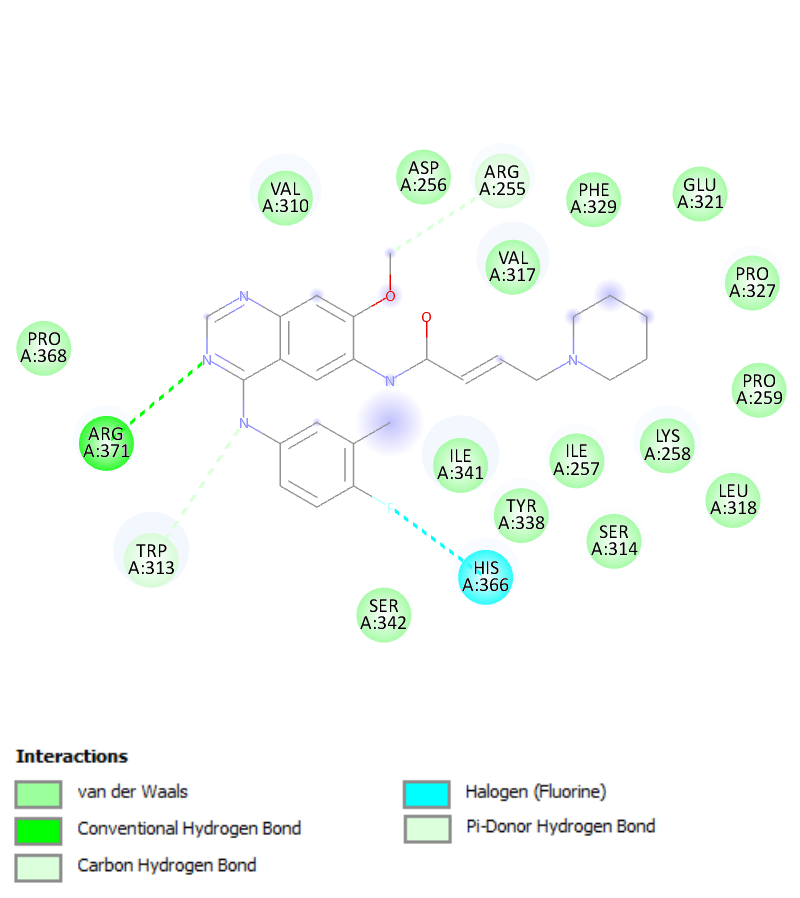 ASP
A:256
ARG
A:255
VAL
A:310
PHE
A:329
GLU
A:321
VAL
A:317
PRO
A:327
N
O
O
PRO
A:368
N
N
N
PRO
A:259
ARG
A:371
N
ILE
A:341
ILE
A:257
LYS
A:258
LEU
A:318
F
TYR
A:338
SER
A:314
TRP
A:313
HIS
A:366
SER
A:342
Interactions
van der Waals
Conventional Hydrogen Bond
Carbon Hydrogen Bond
Halogen (Fluorine)
Pi-Donor Hydrogen Bond